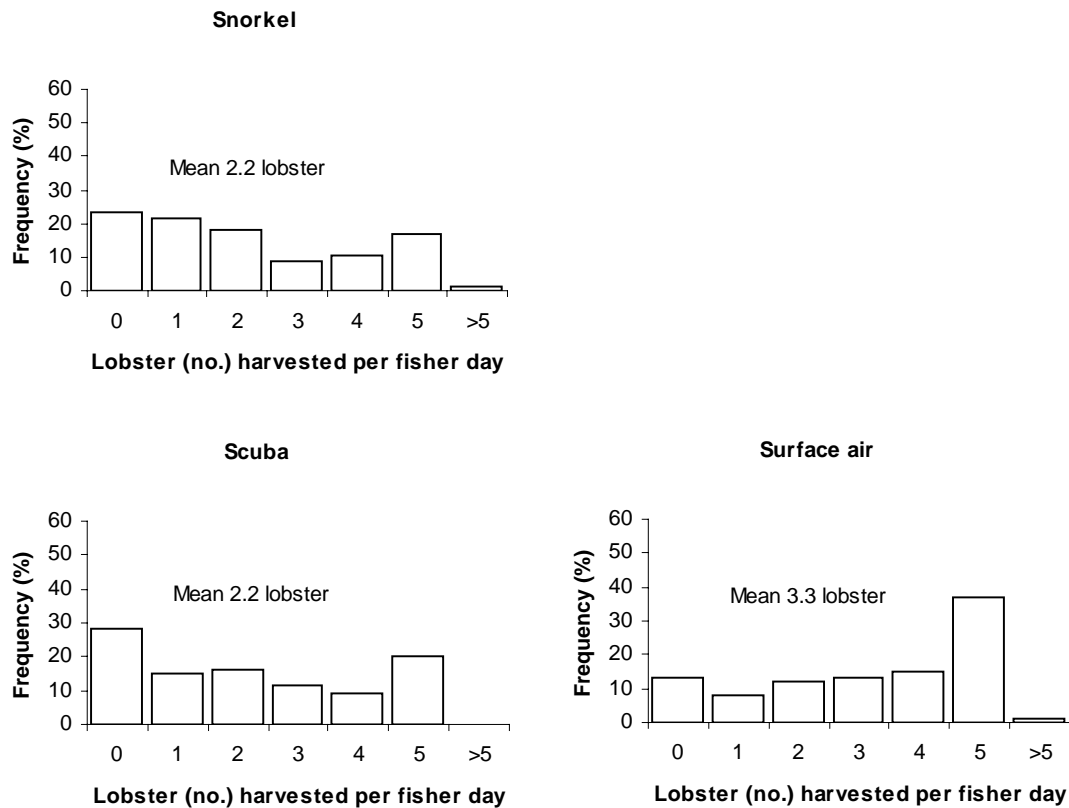 Snorkel
60
50
40
30
20
10
0
Frequency (%)
Mean 2.2 lobster
0 1 2 3 4 5 >5
Lobster (no.) harvested per fisher day
Scuba
60
50
40
30
20
10
0
Frequency (%)
Mean 2.2 lobster
0 1 2 3 4 5 >5
Lobster (no.) harvested per fisher day
Surface air
60
50
40
30
20
10
0
Frequency (%)
Mean 3.3 lobster
0 1 2 3 4 5 >5
Lobster (no.) harvested per fisher day